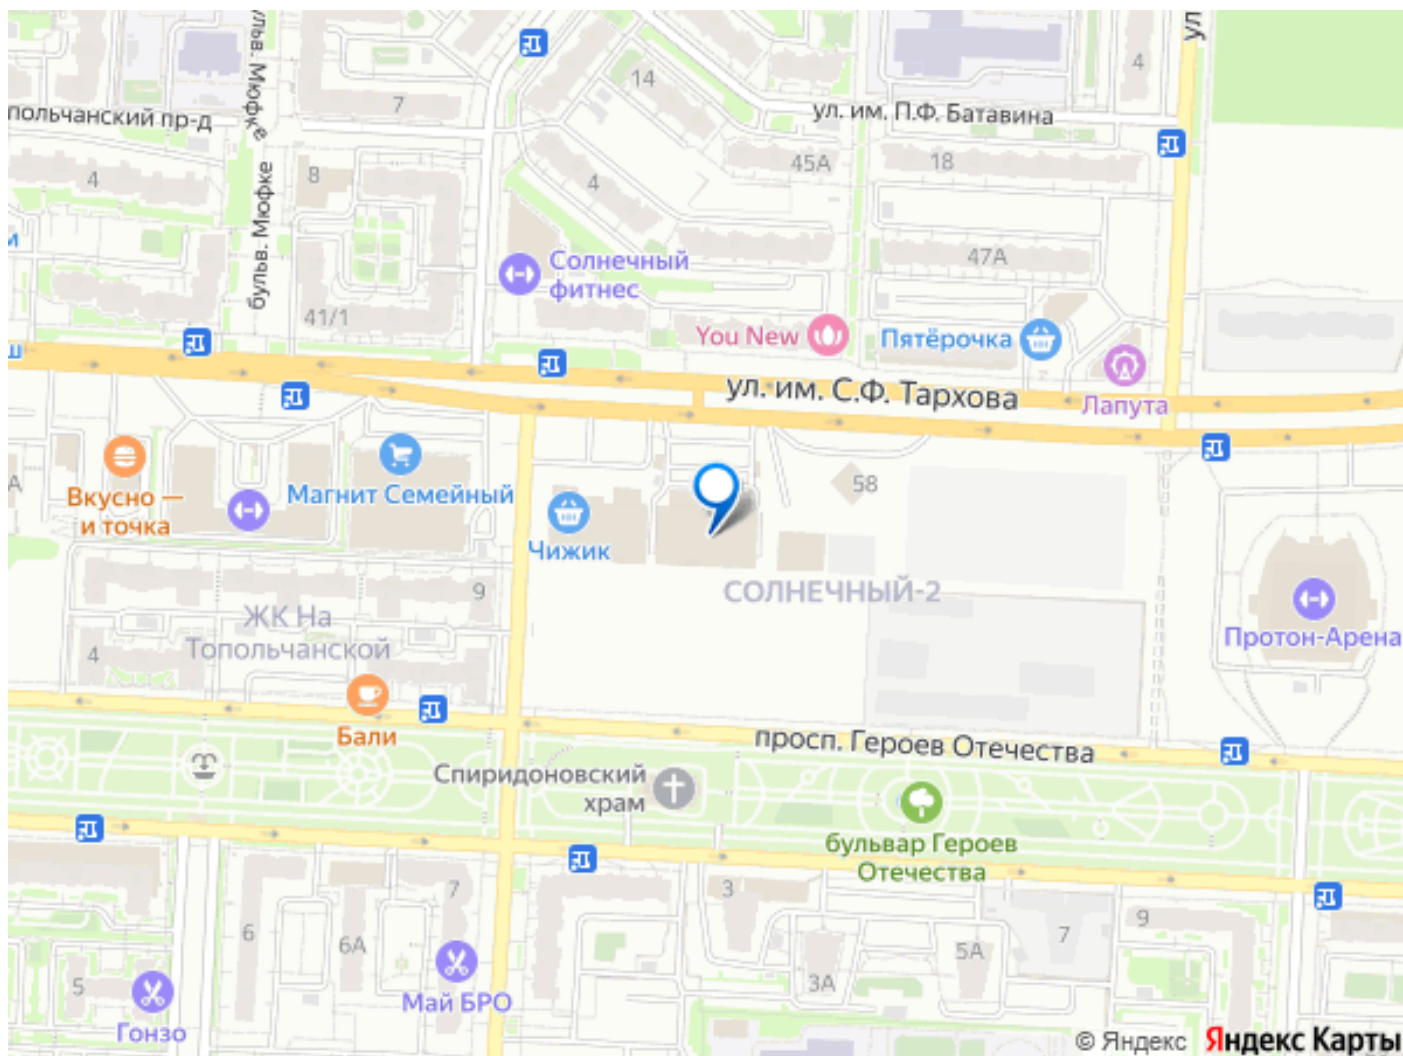 ул
4
14
7
ул. им. П.Ф. Батавина
польчанский пр-д
бульв. Мюфке
45А
18
8
4
4
бульв. Мюфке
м
47А
Солнечный
фитнес
41/1
You New
Пятёрочка
ш
ул. им. С.Ф. Тархова
Лапута
А
Вкусно —
и точка
Магнит Семейный
58
Чижик
9
СОЛНЕЧНЫЙ-2
ЖК На
Топольчанской
4
Протон-Арена
Бали
просп. Героев Отечества
Спиридоновский
храм
бульвар Героев
Отечества
7
3
9
6
6А
7
5А
5
3А
Май БРО
Гонзо
© Яндекс Яндекс Карты